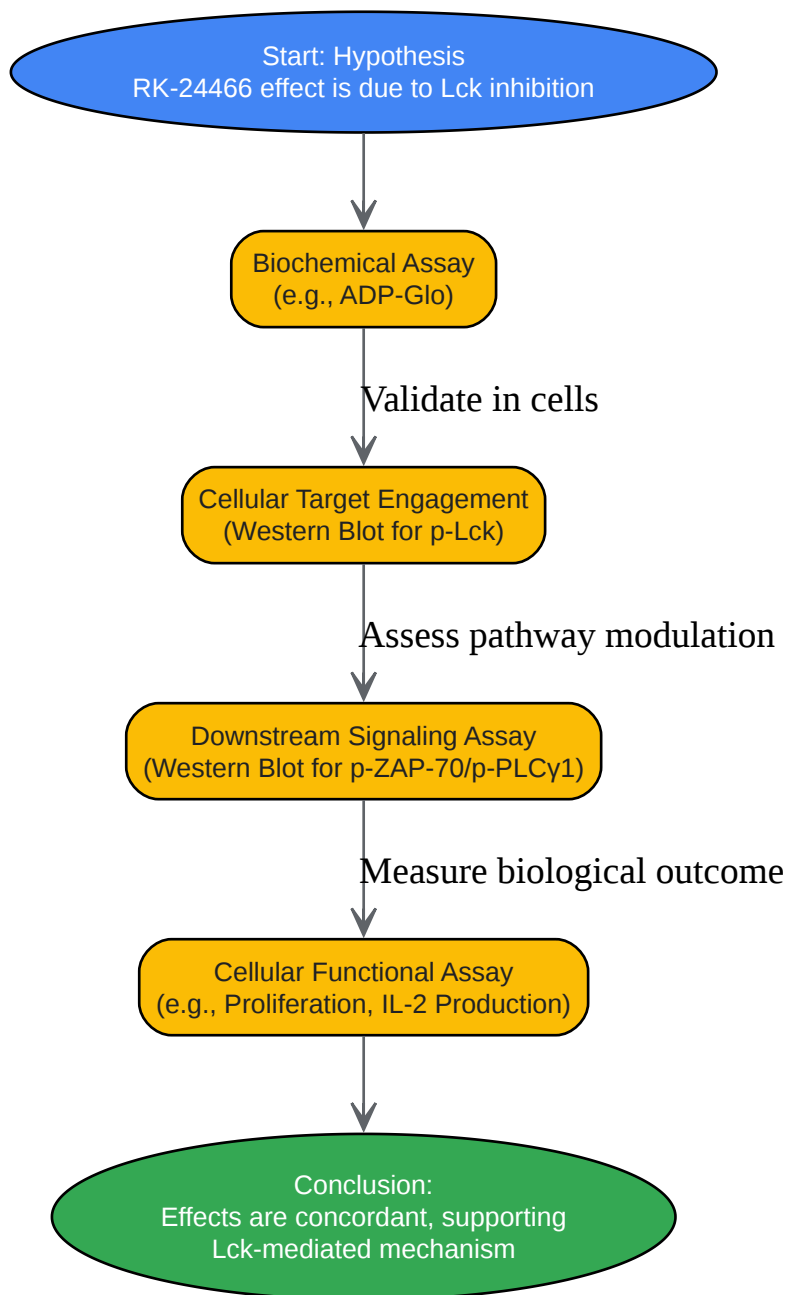 Start: Hypothesis
RK-24466 effect is due to Lck inhibition
Biochemical Assay
(e.g., ADP-Glo)
Validate in cells
Cellular Target Engagement
(Western Blot for p-Lck)
Assess pathway modulation
Downstream Signaling Assay
(Western Blot for p-ZAP-70/p-PLCγ1)
Measure biological outcome
Cellular Functional Assay
(e.g., Proliferation, IL-2 Production)
Conclusion:
Effects are concordant, supporting
Lck-mediated mechanism